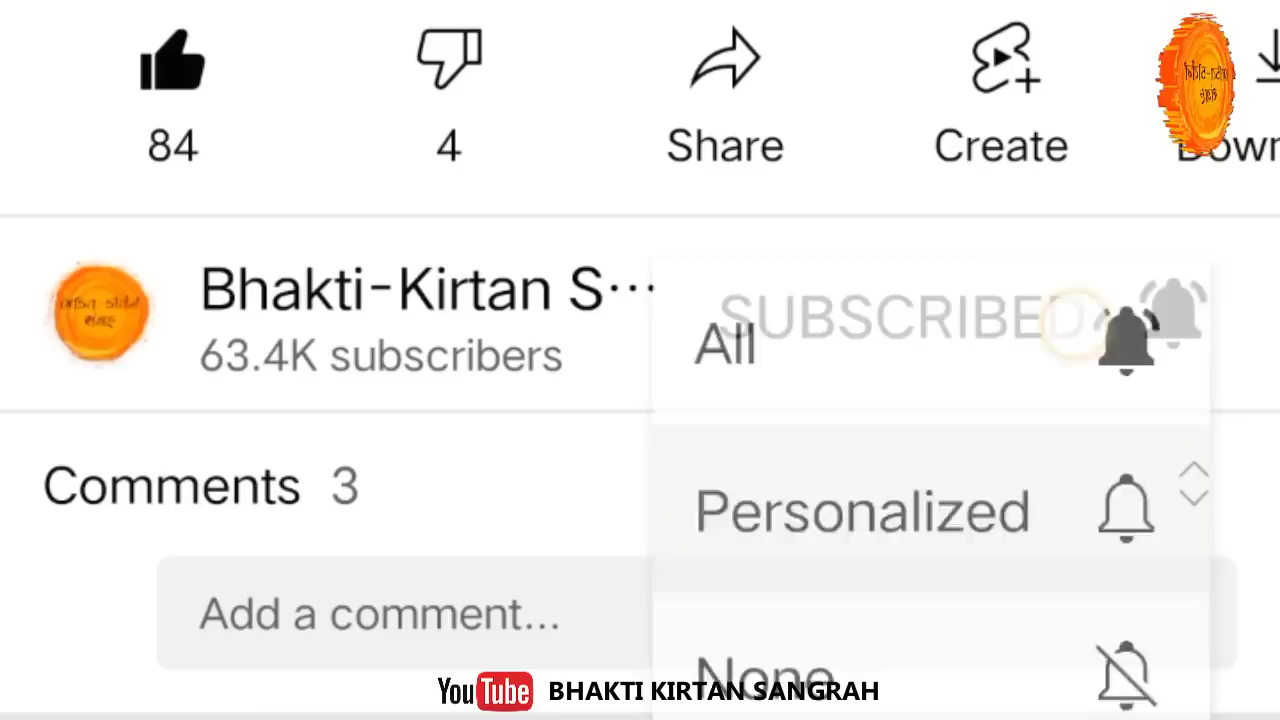 84
4
Share
Create
Down
Bhakti-Kirtan S...
63.4K subscribers
SUBSCRIBED
All
Comments 3
Personalized
Add a comment...
None
YouTube BHAKTI KIRTAN SANGRAH